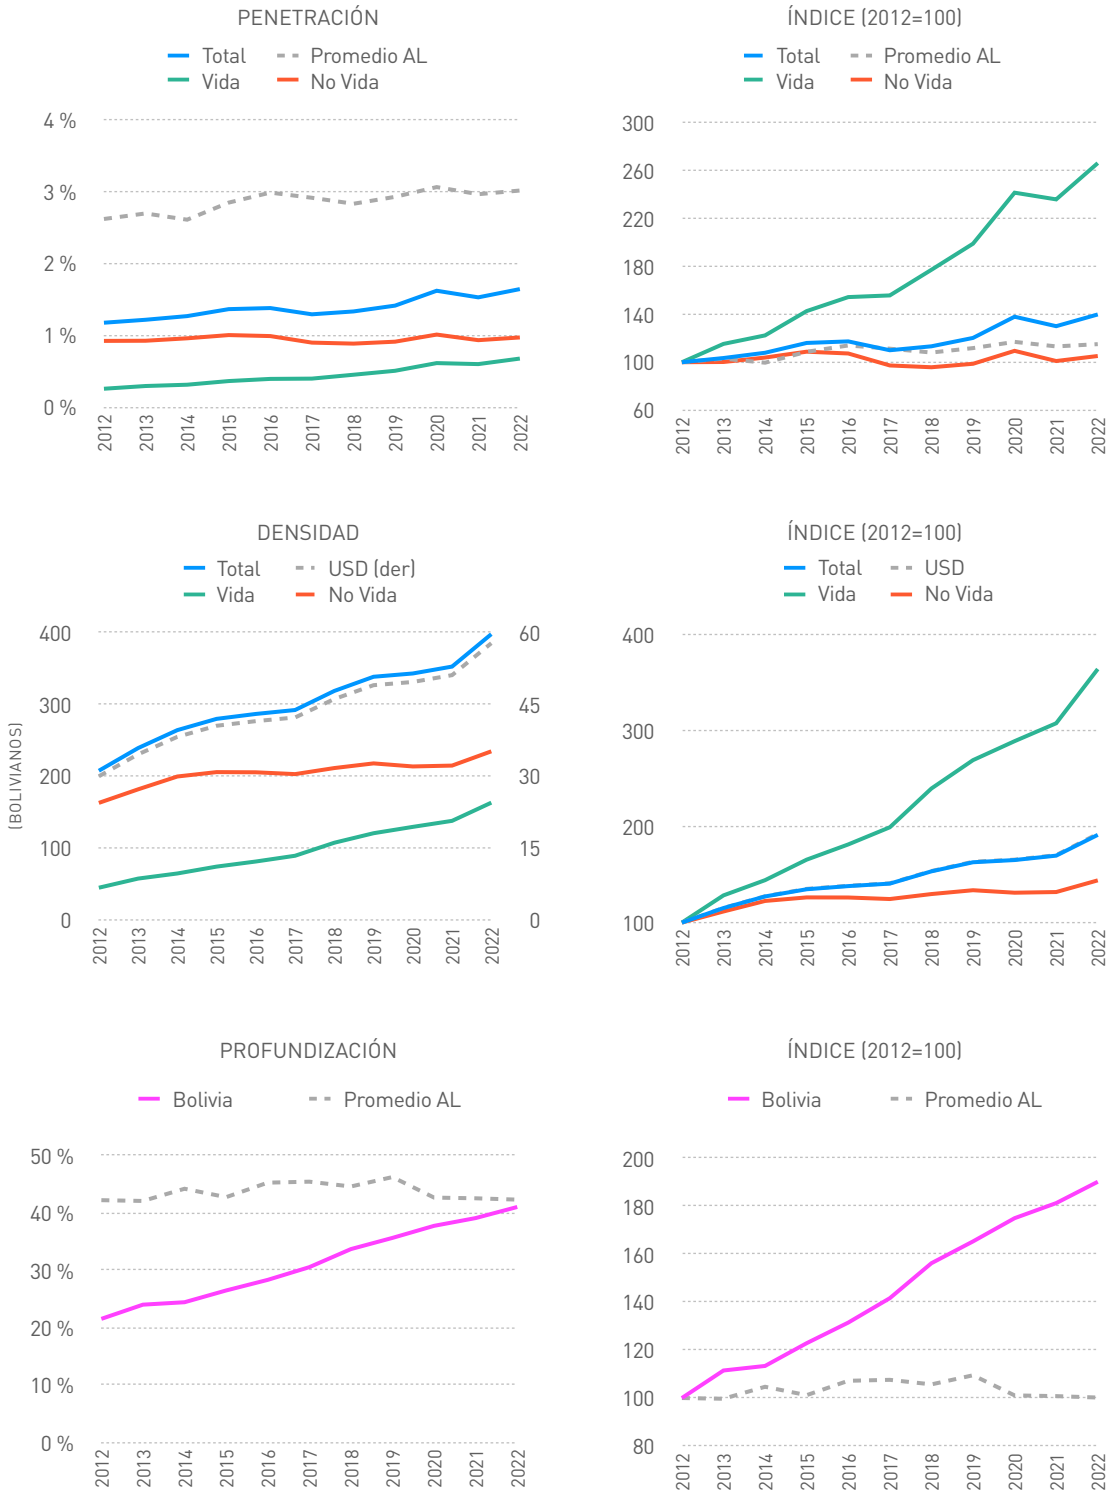 PENETRACIÓN
Total Promedio AL
Vida No Vida
4 %
3 %
2 %
1 %
0 %
2012 2013 2014 2015 2016 2017 2018 2019 2020 2021 2022
ÍNDICE (2012=100)
Total Promedio AL
Vida No Vida
300
260
220
180
140
100
60
2012 2013 2014 2015 2016 2017 2018 2019 2020 2021 2022
DENSIDAD
Total USD (der)
Vida No Vida
(BOLIVIANOS)
400 60
300 45
200 30
100 15
0 0
2012 2013 2014 2015 2016 2017 2018 2019 2020 2021 2022
ÍNDICE (2012=100)
Total USD
Vida No Vida
400
300
200
100
2012 2013 2014 2015 2016 2017 2018 2019 2020 2021 2022
PROFUNDIZACIÓN
Bolivia Promedio AL
50 %
40 %
30 %
20 %
10 %
0 %
2012 2013 2014 2015 2016 2017 2018 2019 2020 2021 2022
ÍNDICE (2012=100)
Bolivia Promedio AL
200
180
160
140
120
100
80
2012 2013 2014 2015 2016 2017 2018 2019 2020 2021 2022